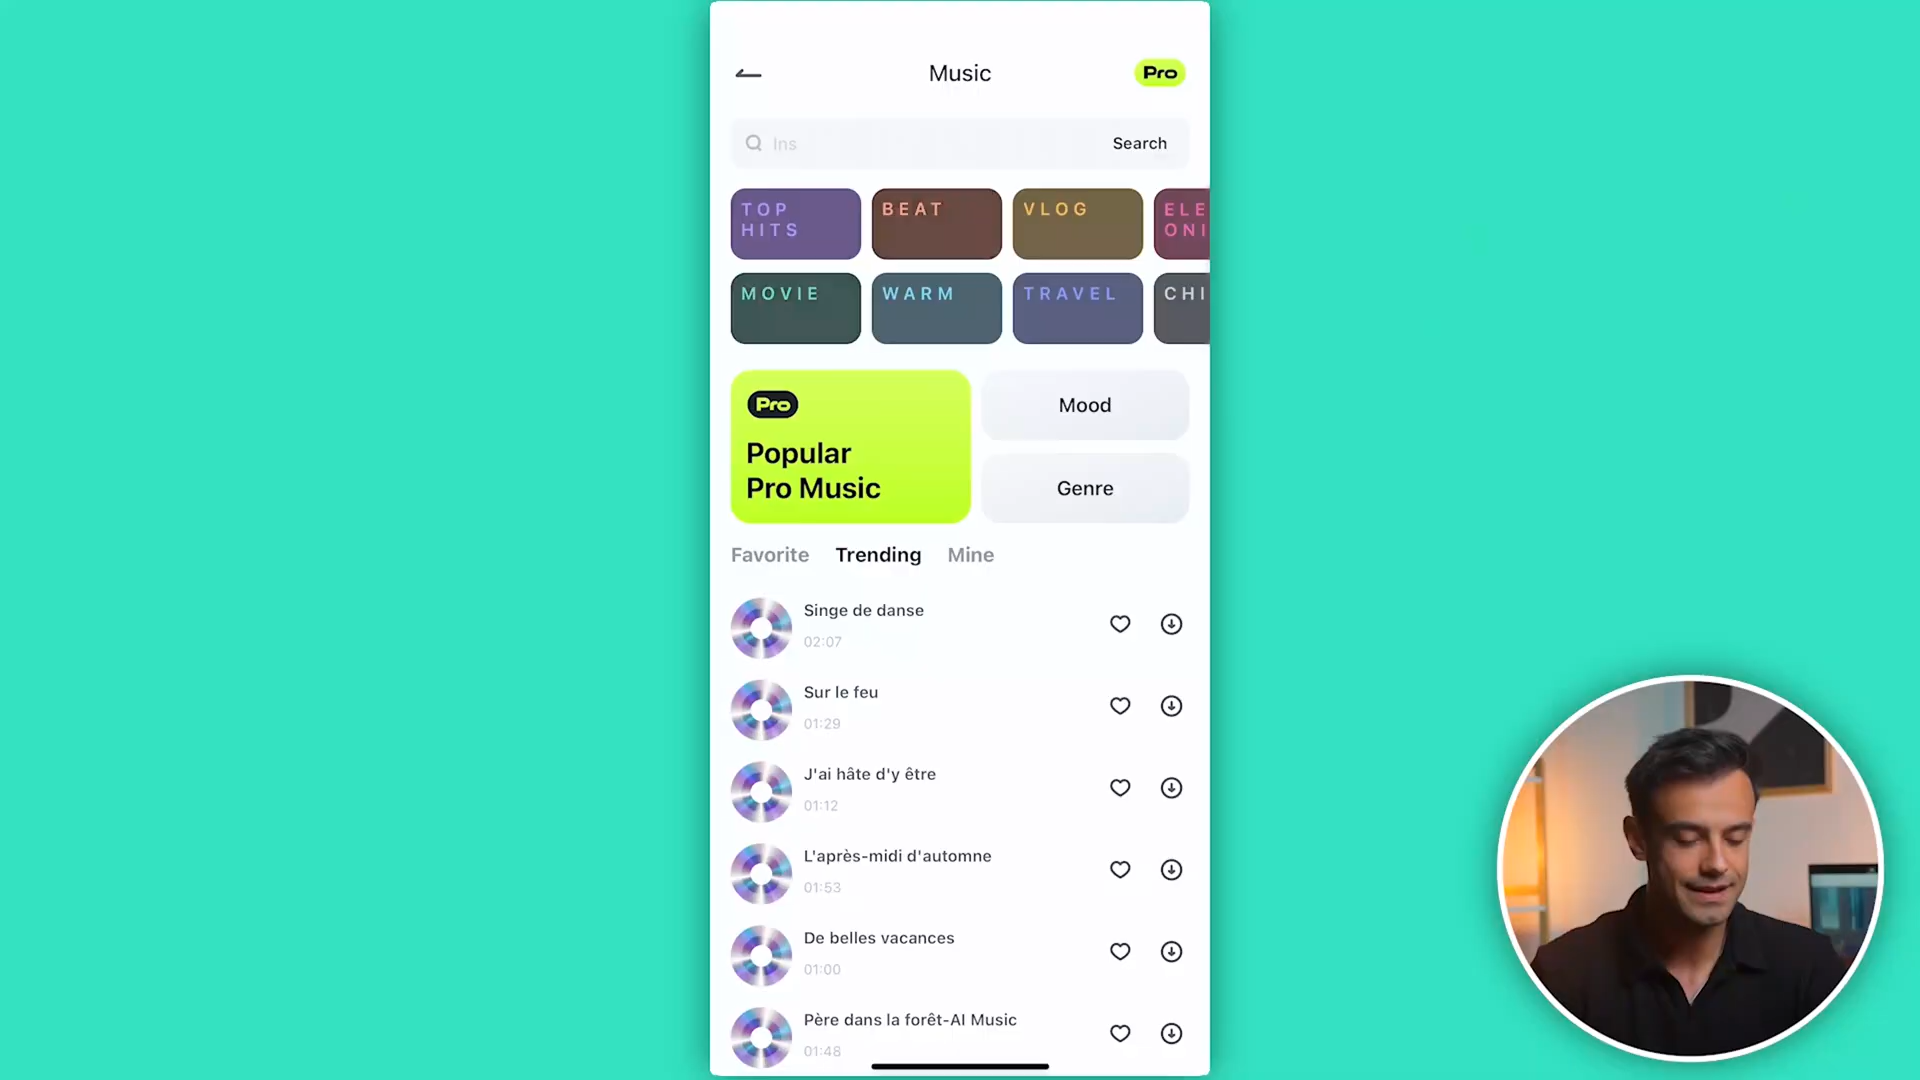 Music
Pro
Ins
Search
TOP
HITS
BEAT
VLOG
ELE
ONI
MOVIE
WARM
TRAVEL
CHI
Pro
Popular
Pro Music
Mood
Genre
Favorite
Trending
Mine
Singe de danse
02:07
Sur le feu
01:29
J'ai hâte d'y être
01:12
L'après-midi d'automne
01:53
De belles vacances
01:00
Père dans la forêt-AI Music
01:48